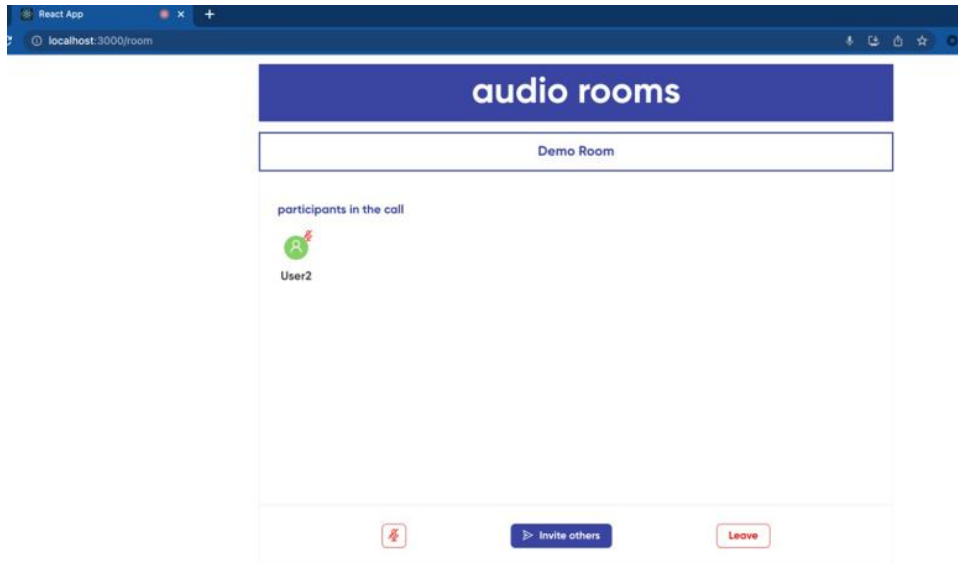 React App
localhost:3000/room
audio rooms
Demo Room
participants in the call
User2
Invite others
Leave